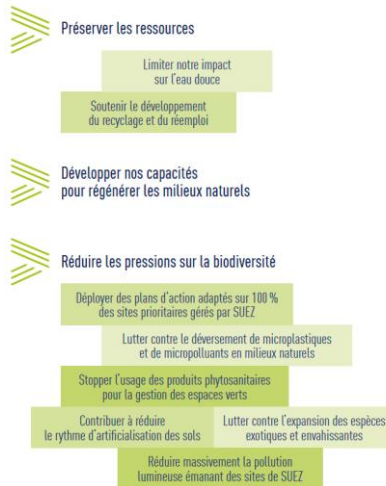 Préserver les ressources
Limiter notre impact
sur l'eau douce
Soutenir le développement
du recyclage et du réemploi
Développer nos capacités
pour régénérer les milieux naturels
Réduire les pressions sur la biodiversité
Déployer des plans d'action adaptés sur 100 %
des sites prioritaires gérés par SUEZ
Lutter contre le déversement de microplastiques
et de micropolluants en milieux naturels
Stopper l'usage des produits phytosanitaires
pour la gestion des espaces verts
Contribuer à réduire
le rythme d'artificialisation des sols
Lutter contre l'expansion des espèces
exotiques et envahissantes
Réduire massivement la pollution
lumineuse émanant des sites de SUEZ